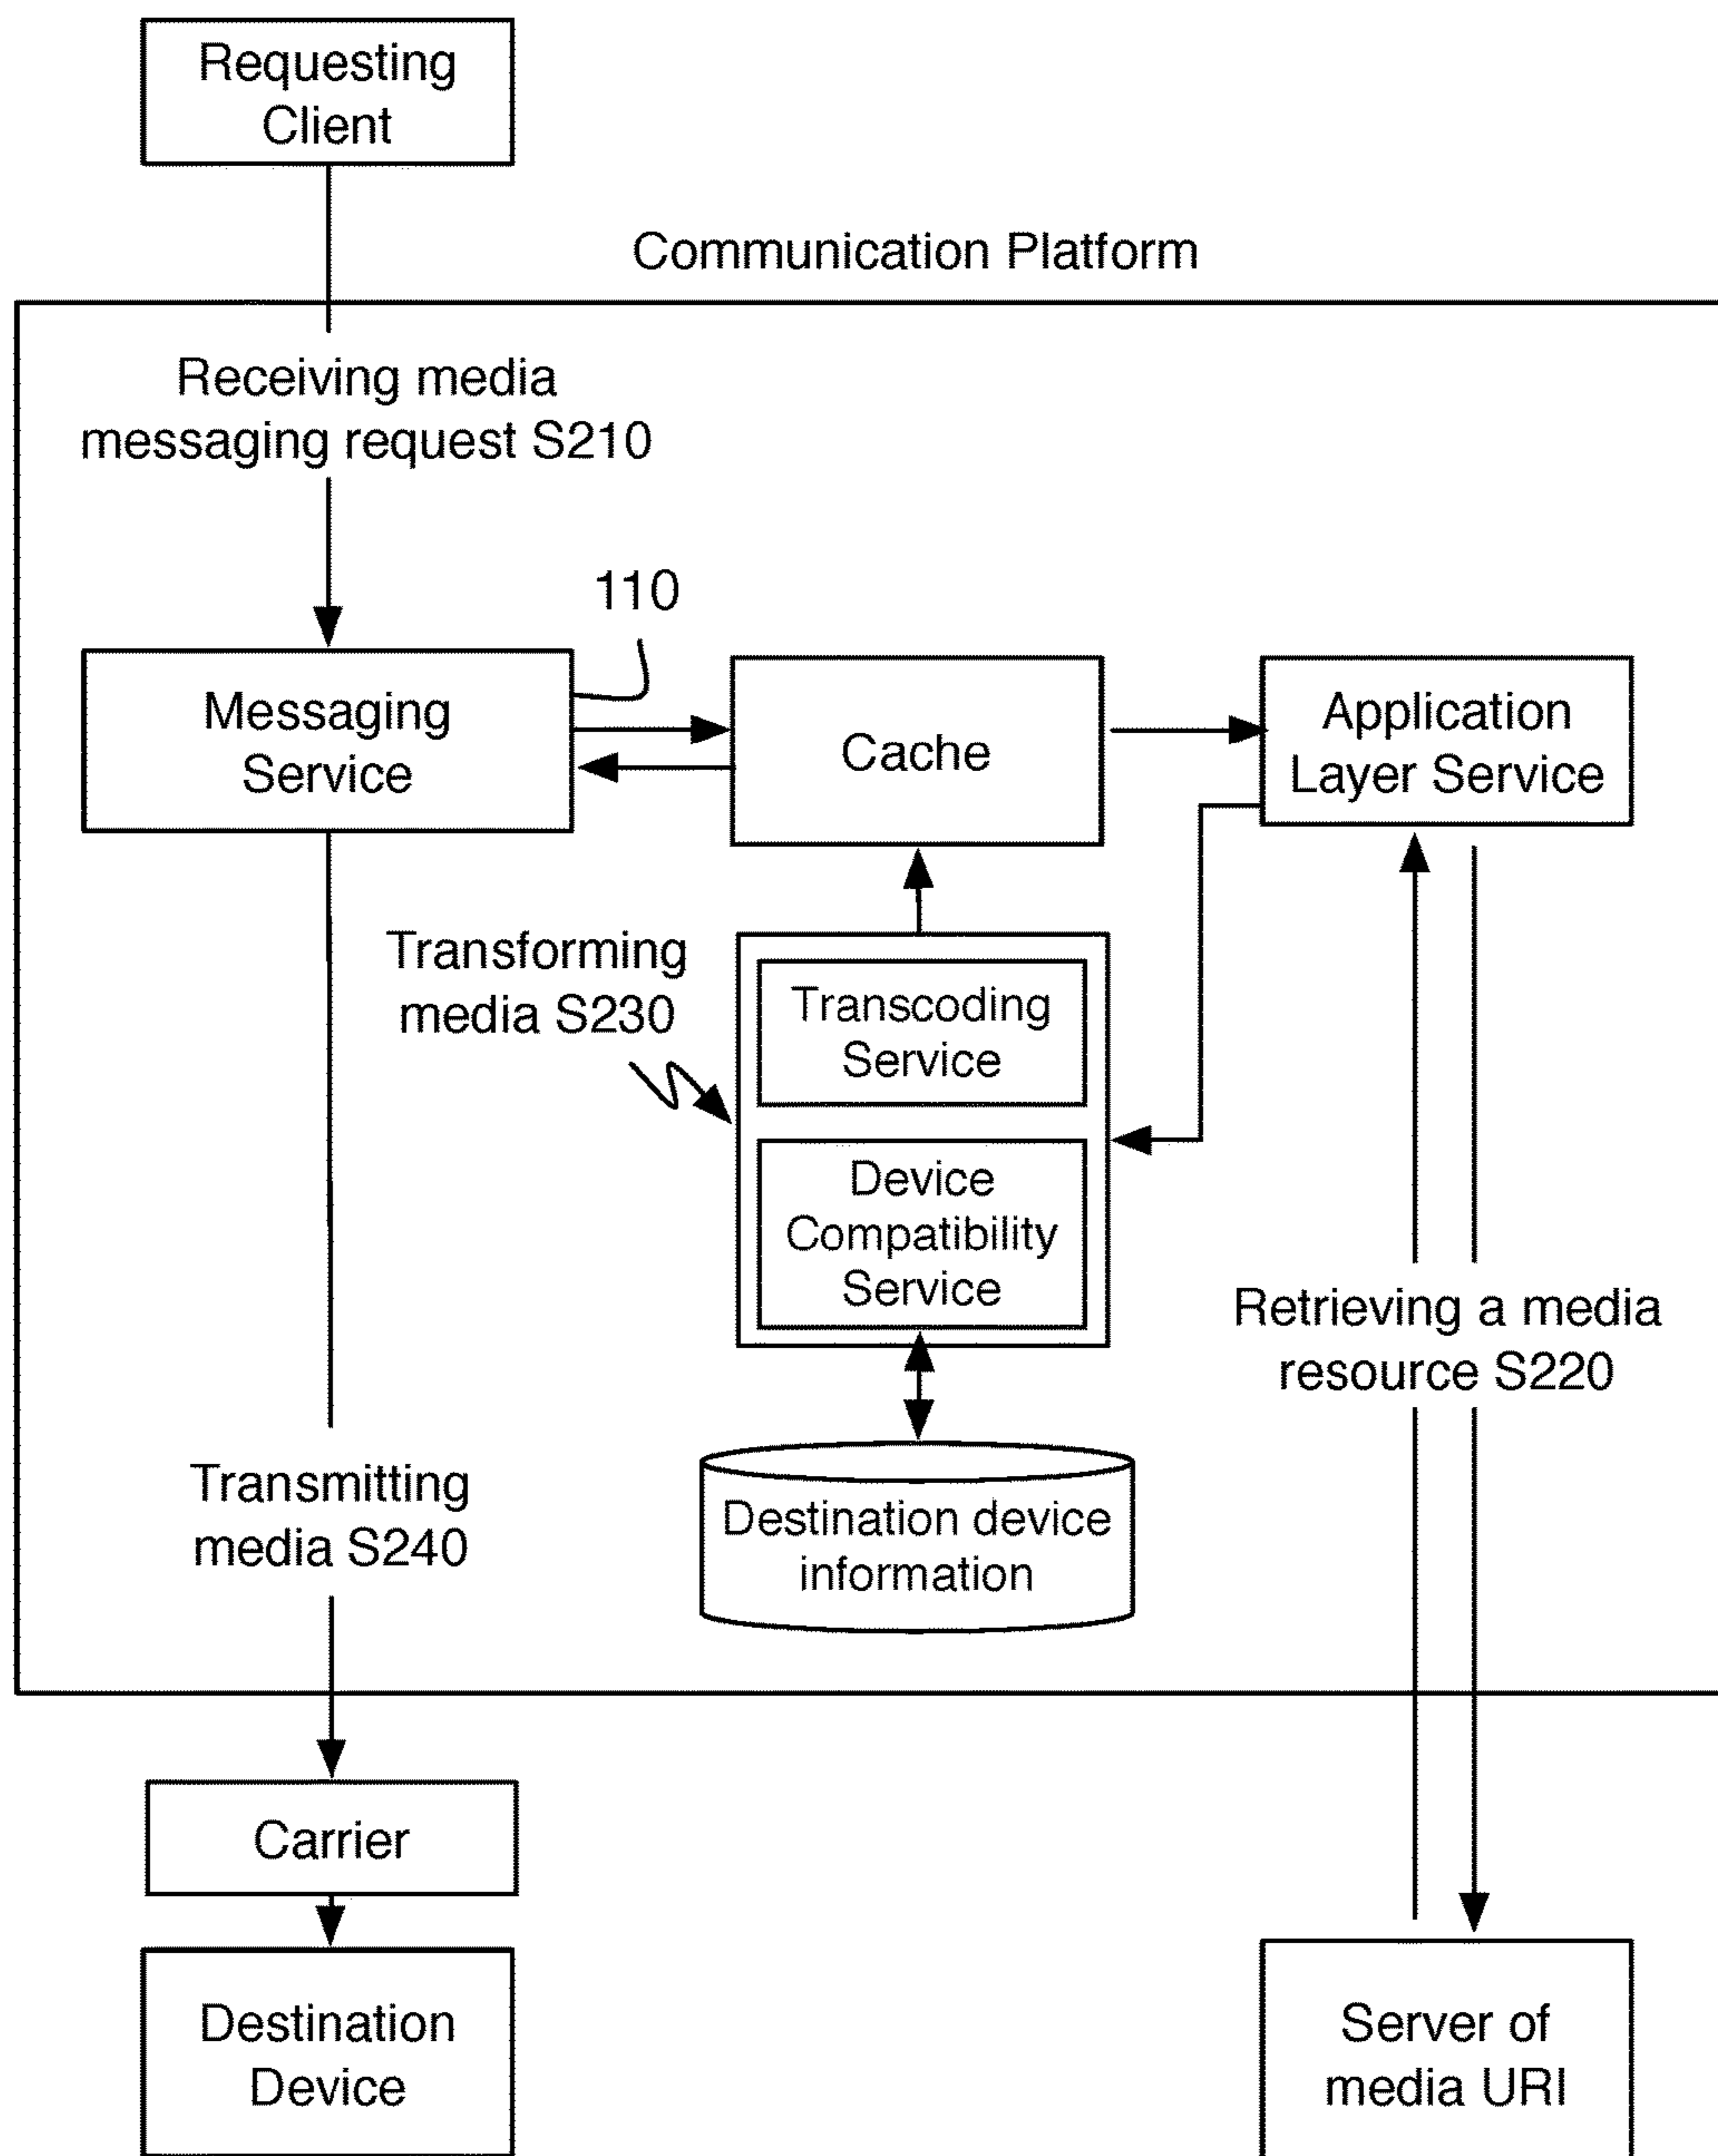 Requesting
Client
Communication Platform
Receiving media
messaging request S210
110
Messaging
Service
Cache
Application
Layer Service
Transforming
media S230
Transcoding
Service
Device
Compatibility
Service
Retrieving a media
resource S220
Transmitting
media S240
Destination device
information
Carrier
Destination
Device
Server of
media URI